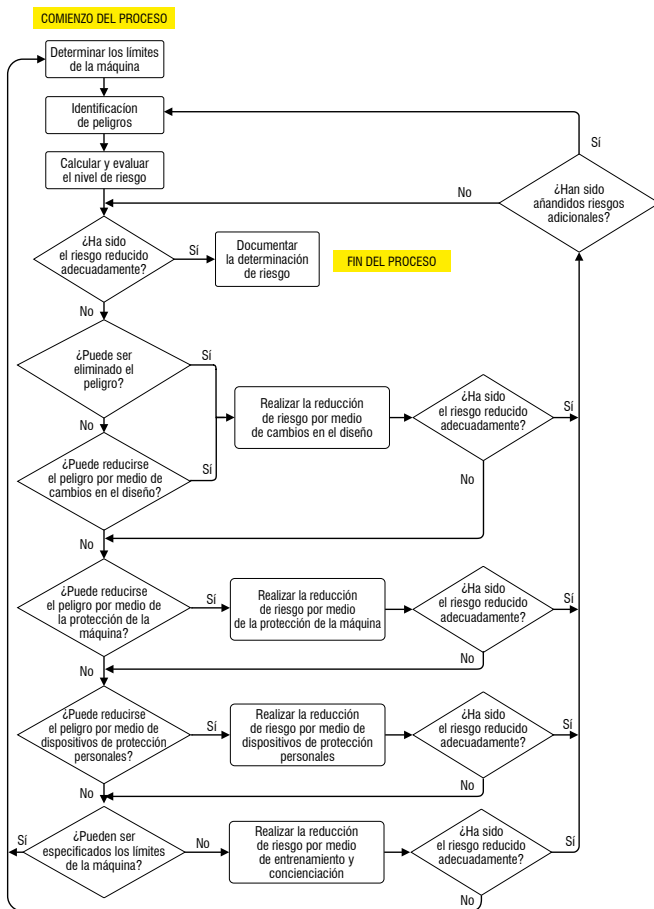 COMIENZO DEL PROCESO
Determinar los límites
de la máquina
Identificacíon
de peligros
Calcular y evaluar
el nivel de riesgo
Sí
No
¿Han sido
añandidos riesgos
adicionales?
¿Ha sido
el riesgo reducido
adecuadamente?
Sí
Documentar
la determinación
de riesgo
FIN DEL PROCESO
No
¿Puede ser
eliminado el
peligro?
Sí
No
¿Puede reducirse
el peligro por medio de
cambios en el diseño?
Sí
Realizar la reducción
de riesgo por medio
de cambios en el diseño
¿Ha sido
el riesgo reducido
adecuadamente?
Sí
No
No
¿Puede reducirse
el peligro por medio de
la protección de la
máquina?
Sí
Realizar la reducción
de riesgo por medio
de la protección de la máquina
¿Ha sido
el riesgo reducido
adecuadamente?
Sí
No
No
¿Puede reducirse
el peligro por medio de
dispositivos de protección
personales?
Sí
Realizar la reducción
de riesgo por medio de
dispositivos de protección
personales
¿Ha sido
el riesgo reducido
adecuadamente?
Sí
No
No
Sí
¿Pueden ser
especificados los límites
de la máquina?
No
Realizar la reducción
de riesgo por medio
de entrenamiento y
concienciación
¿Ha sido
el riesgo reducido
adecuadamente?
Sí
No